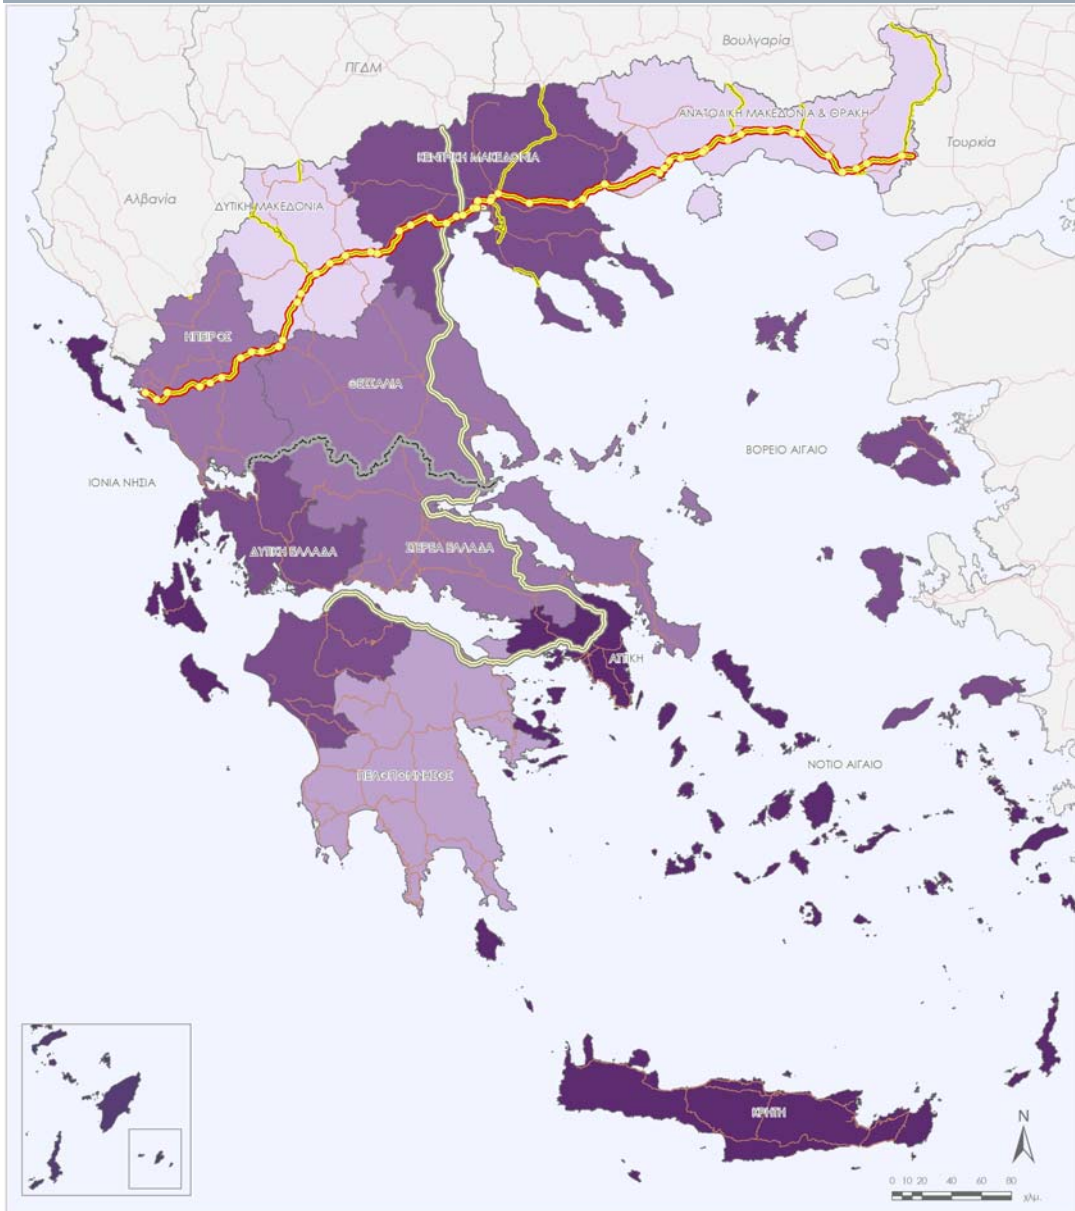 Βουλγαρία
ΠΓΔΜ
ΑΝΑΤΟΛΙΚΗ ΜΑΚΕΔΟΝΙΑ & ΘΡΑΚΗ
Τουρκία
ΚΕΝΤΡΙΚΗ ΜΑΚΕΔΟΝΙΑ
Αλβανία
ΔΥΤΙΚΗ ΜΑΚΕΔΟΝΙΑ
ΗΠΕΙΡΟΣ
ΘΕΣΣΑΛΙΑ
ΒΟΡΕΙΟ ΑΙΓΑΙΟ
ΙΟΝΙΑ ΝΗΣΙΑ
ΔΥΤΙΚΗ ΕΛΛΑΔΑ
ΣΤΕΡΕΑ ΕΛΛΑΔΑ
ΑΤΤΙΚΗ
ΝΟΤΙΟ ΑΙΓΑΙΟ
ΠΕΛΟΠΟΝΝΗΣΟΣ
ΚΡΗΤΗ
N
0 10 20 40 60 80
χλμ.